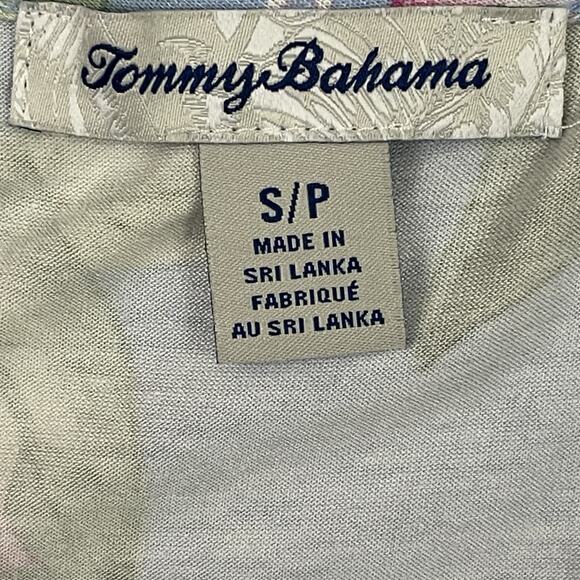 Tommy Bahama
S/P
MADE IN
SRI LANKA
FABRIQUÉ
AU SRI LANKA